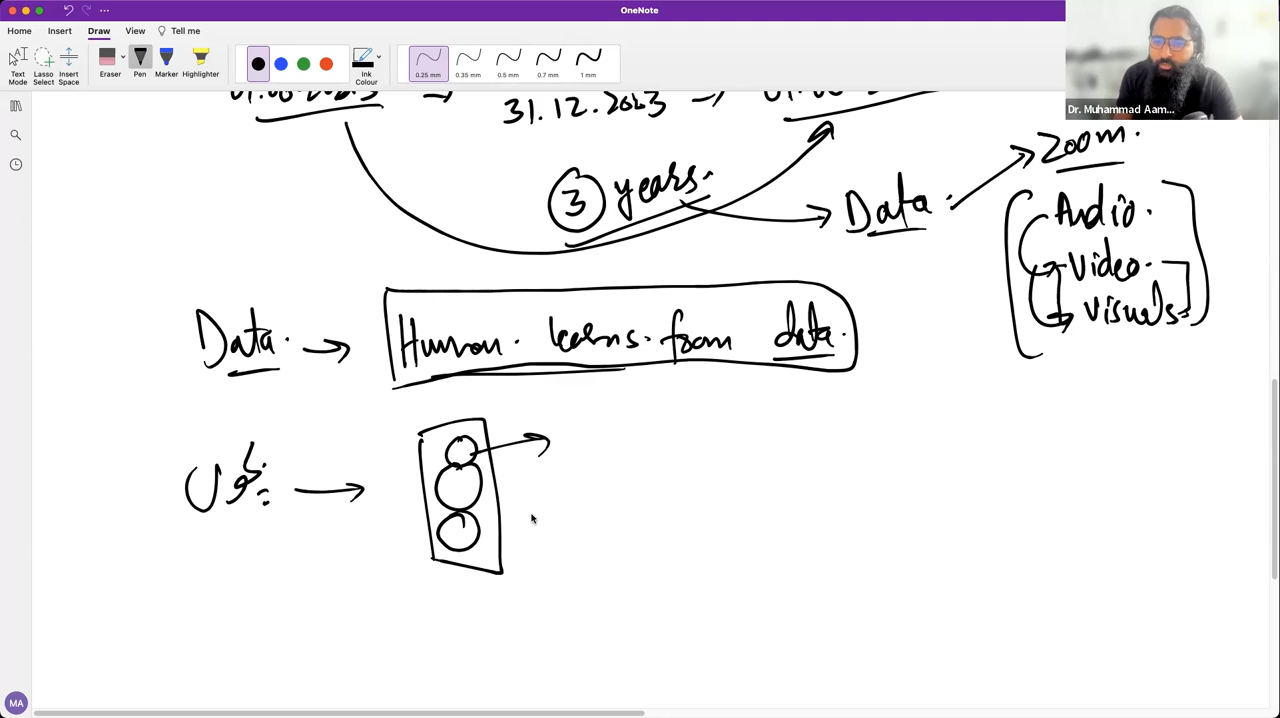 OneNote
Home Insert Draw View Tell me
Text Mode
Lasso Select
Insert Space
Eraser
Pen
Marker
Highlighter
Ink Colour
0.25 mm
0.35 mm
0.5 mm
0.7 mm
1 mm
Dr. Muhammad Aam...
31.12.2023
Zoom.
3 years.
Data.
Audio.
Video.
Visuals
Data.
Human. learns. from data.
MA